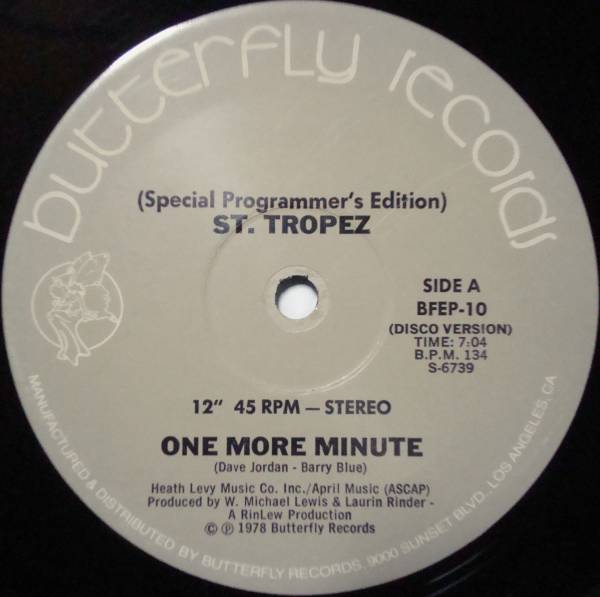 butterfly records
(Special Programmer's Edition)
ST. TROPEZ
SIDE A
BFEP-10
(DISCO VERSION)
TIME: 7:04
B.P.M. 134
S-6739
12" 45 RPM — STEREO
ONE MORE MINUTE
(Dave Jordan - Barry Blue)
Heath Levy Music Co. Inc./April Music (ASCAP)
Produced by W. Michael Lewis & Laurin Rinder -
A RinLew Production
© ℗ 1978 Butterfly Records
MANUFACTURED & DISTRIBUTED BY BUTTERFLY RECORDS, 9000 SUNSET BLVD., LOS ANGELES, CA